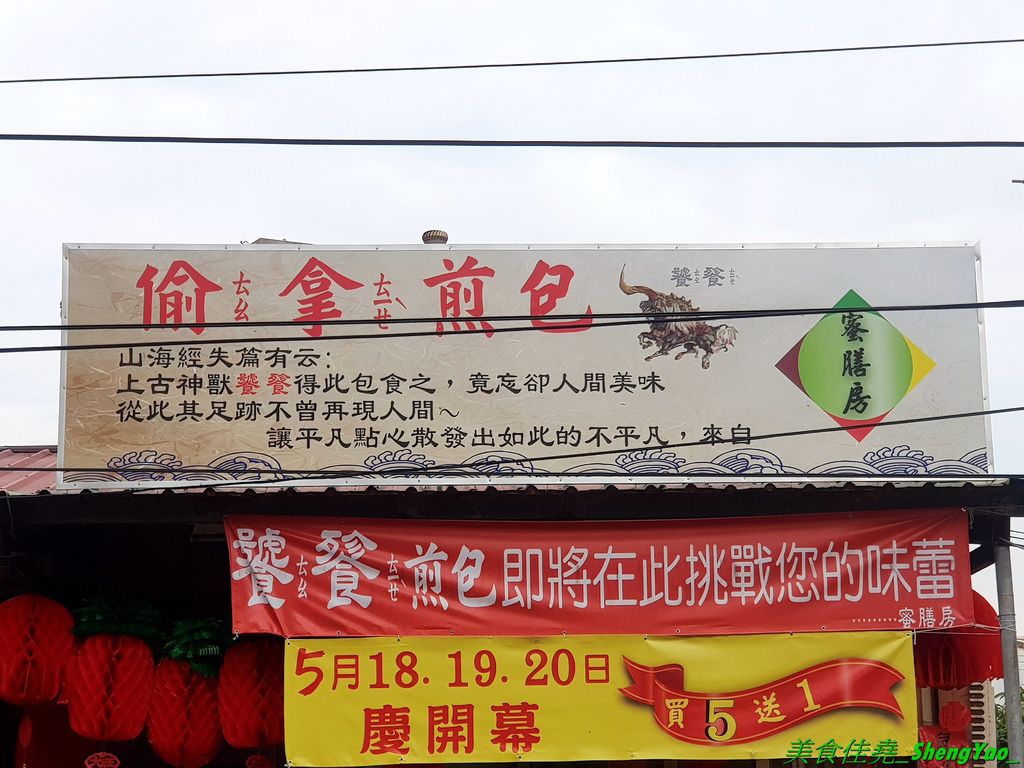 偷ㄊㄠ拿ㄊㄧㄝˋ煎包
饕ㄊㄠ餮ㄊㄧㄝˋ
蜜膳房
山海經失篇有云:
上古神獸饕餮得此包食之，竟忘卻人間美味
從此其足跡不曾再現人間～
讓平凡點心散發出如此的不平凡，來自
饕ㄊㄠ餮ㄊㄧㄝˋ煎包即將在此挑戰您的味蕾
.........蜜膳房
5月18.19.20日
慶開幕
買5送1
美食佳堯_ShengYao_